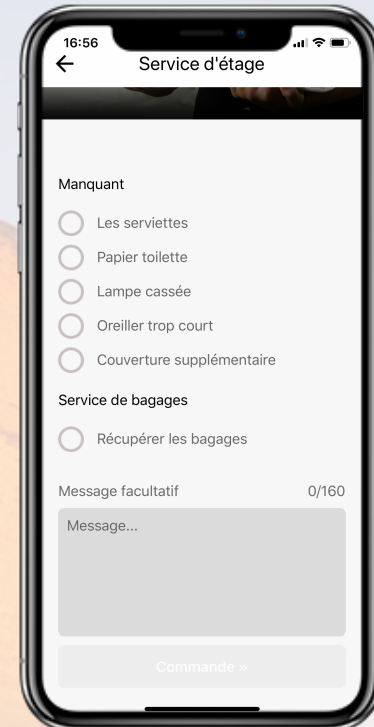 16:56
Service d'étage
Manquant
Les serviettes
Papier toilette
Lampe cassée
Oreiller trop court
Couverture supplémentaire
Service de bagages
Récupérer les bagages
Message facultatif 0/160
Message...
Commande »